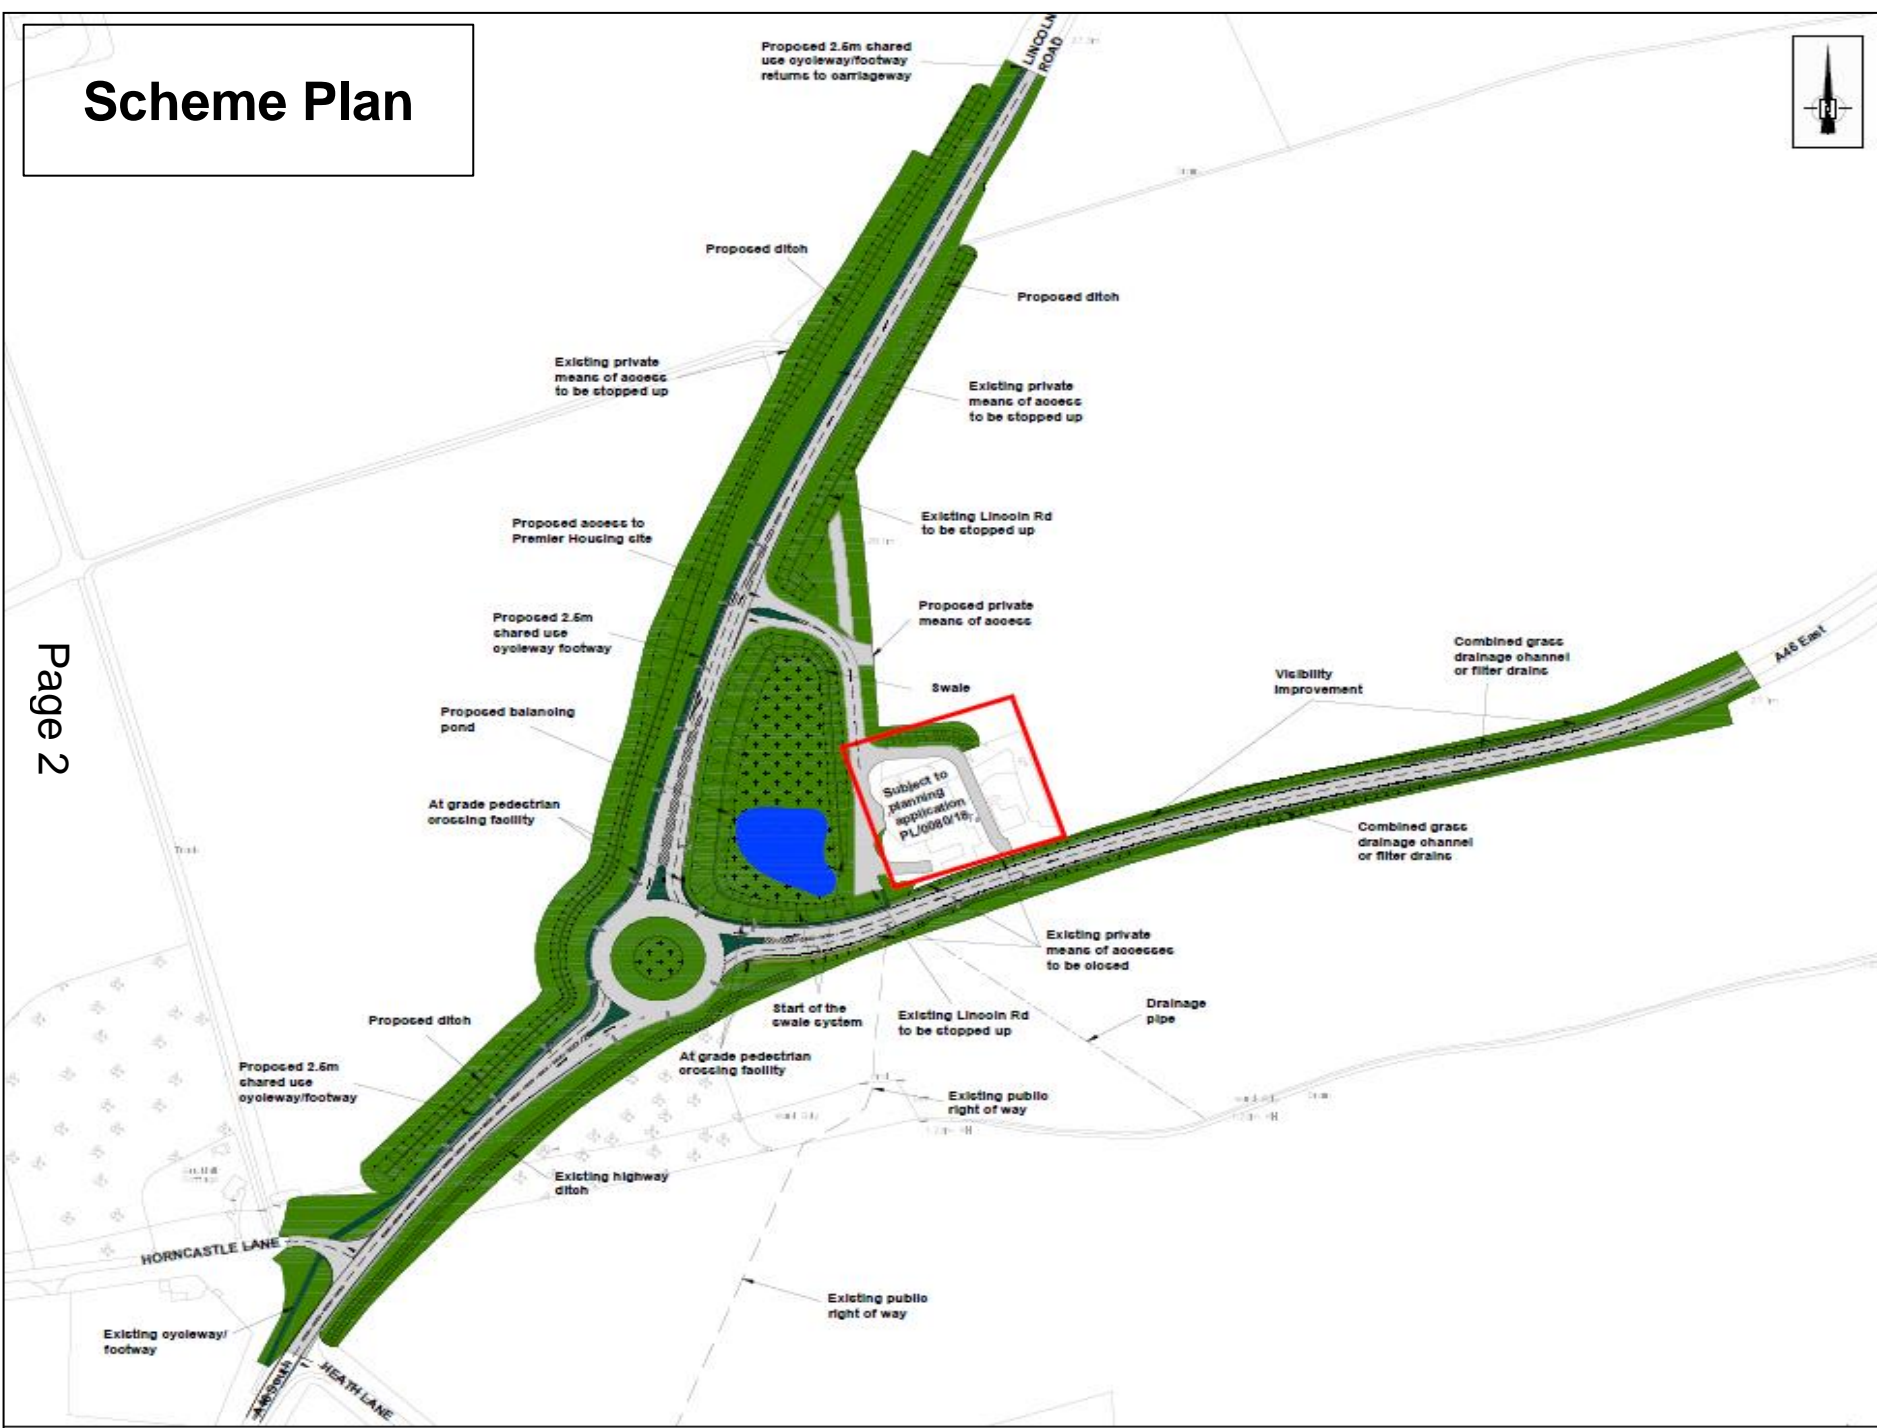 Scheme Plan
Proposed 2.5m shared
use cycleway/footway
returns to carriageway
LINCOLN
ROAD
Proposed ditch
Proposed ditch
Existing private
means of access
to be stopped up
Existing private
means of access
to be stopped up
Proposed access to
Premier Housing site
Existing Lincoln Rd
to be stopped up
Proposed 2.5m
shared use
cycleway footway
Proposed private
means of access
Combined grass
drainage channel
or filter drains
A46 East
Swale
Visibility
Improvement
Proposed balancing
pond
Page 2
Subject to
planning
application
PL/0080/18
At grade pedestrian
crossing facility
Combined grass
drainage channel
or filter drains
Existing private
means of accesses
to be closed
Start of the
swale system
Existing Lincoln Rd
to be stopped up
Drainage
pipe
Proposed ditch
At grade pedestrian
crossing facility
Proposed 2.5m
shared use
cycleway/footway
Existing public
right of way
Existing highway
ditch
HORNCASTLE LANE
Existing public
right of way
Existing cycleway/
footway
A46 South
HEATH LANE